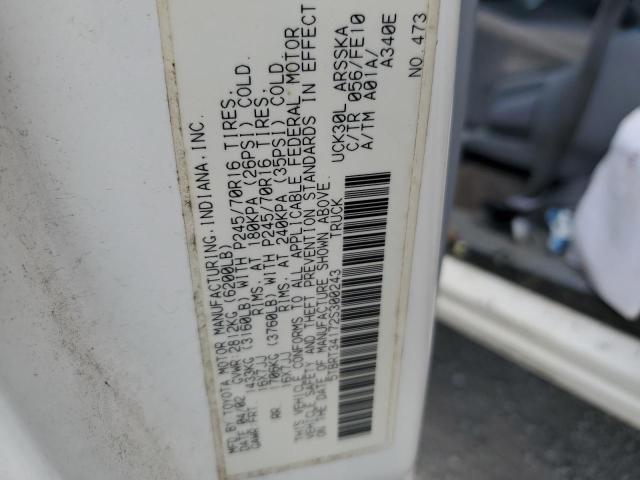 MFD. BY TOYOTA MOTOR MANUFACTURING, INDIANA, INC.
DATE 04/02 GVWR 2812KG (6200LB)
GAWR FRT 1433KG (3160LB) WITH P245/70R16 TIRES.
16X7JJ RIMS. AT 180KPA (26PSI) COLD.
RR 1706KG (3760LB) WITH P245/70R16 TIRES.
16X7JJ RIMS. AT 240KPA (35PSI) COLD.
THIS VEHICLE CONFORMS TO ALL APPLICABLE FEDERAL MOTOR
VEHICLE SAFETY AND THEFT PREVENTION STANDARDS IN EFFECT
ON THE DATE OF MANUFACTURE SHOWN ABOVE.
5TBRT34172S300243 TRUCK
UCK30L ARSSKA
C/TR 056/FE10
A/TM A01A/
A340E
NO. 473